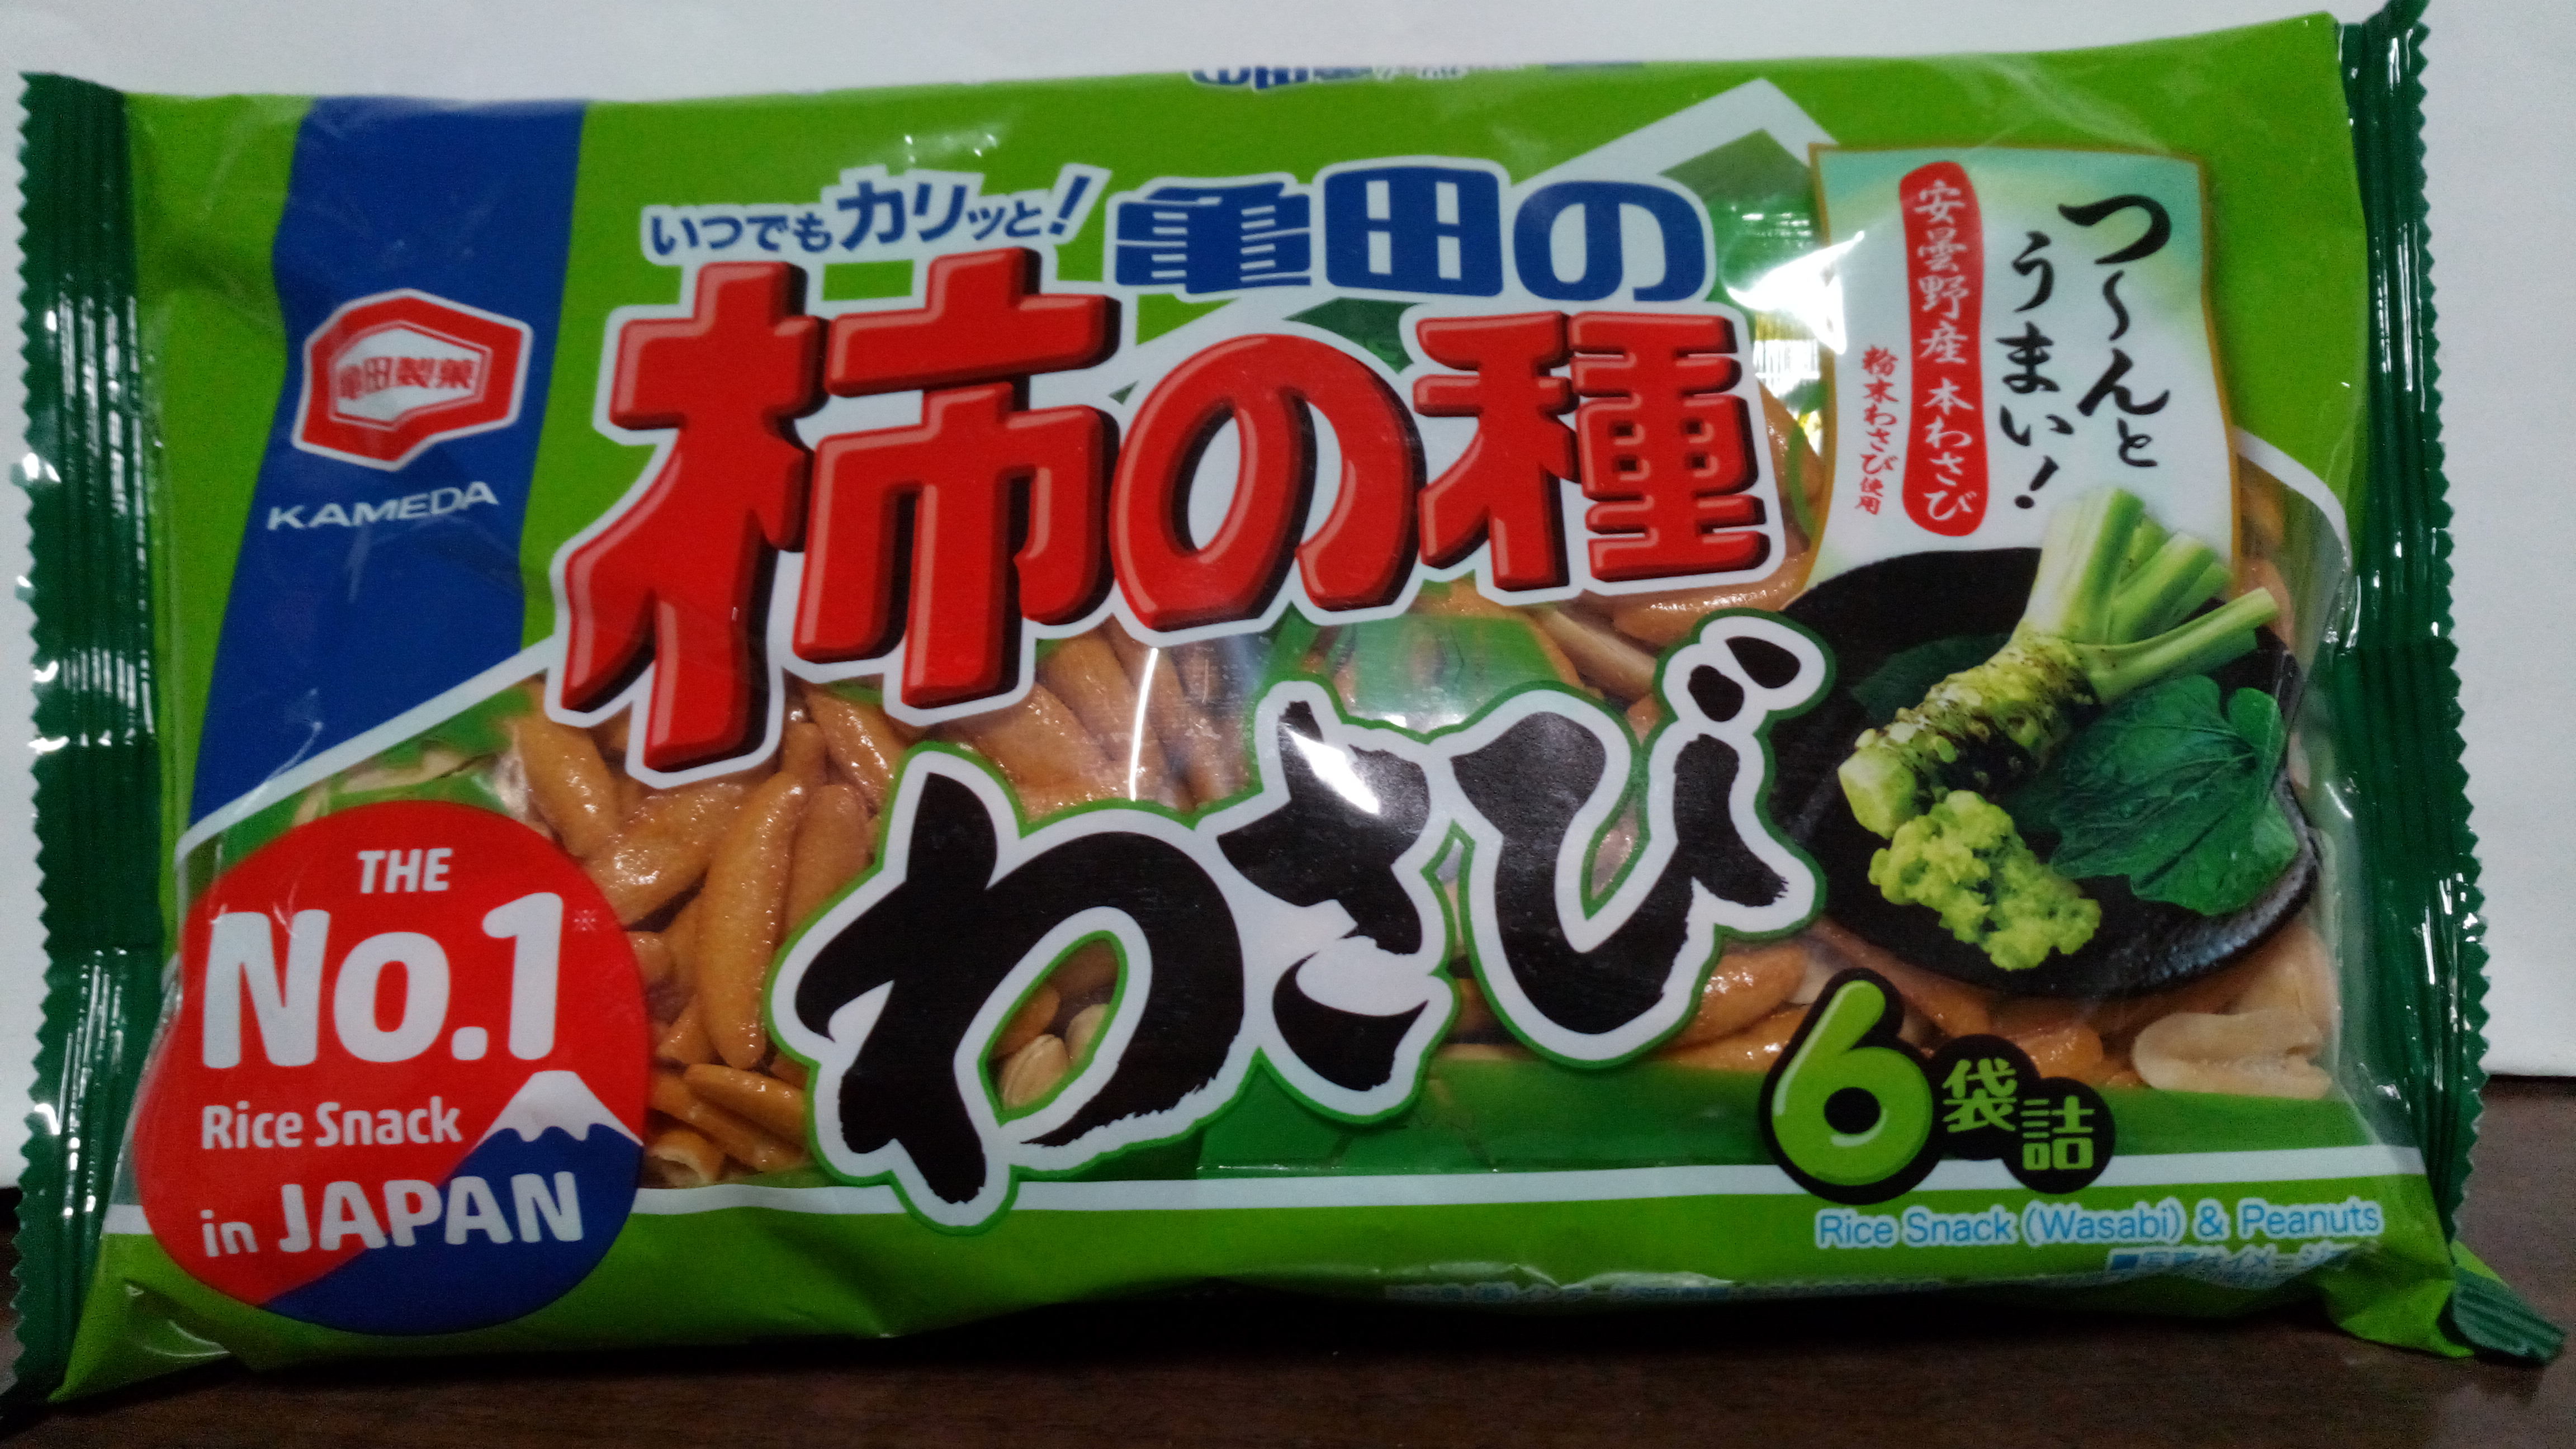 いつでもカリッと!
亀田の
柿の種
わさび
亀田製菓
KAMEDA
つ〜んと
うまい!
安曇野産 本わさび
粉末わさび使用
THE
No.1※
Rice Snack
in JAPAN
6袋詰
Rice Snack (Wasabi) & Peanuts